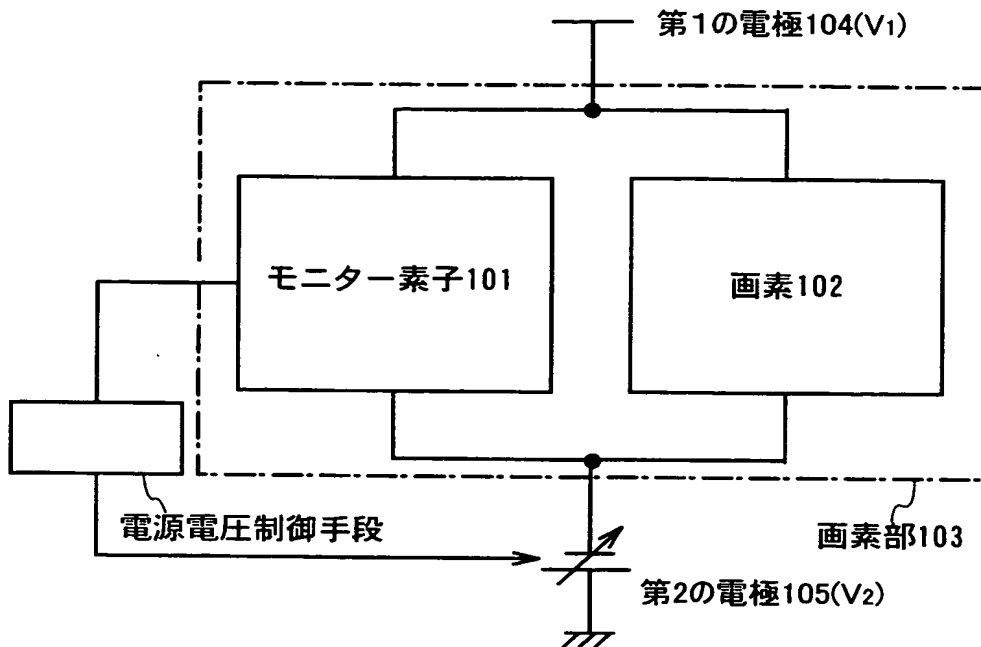 第1の電極104(V1)
モニター素子101
画素102
電源電圧制御手段
画素部103
第2の電極105(V2)